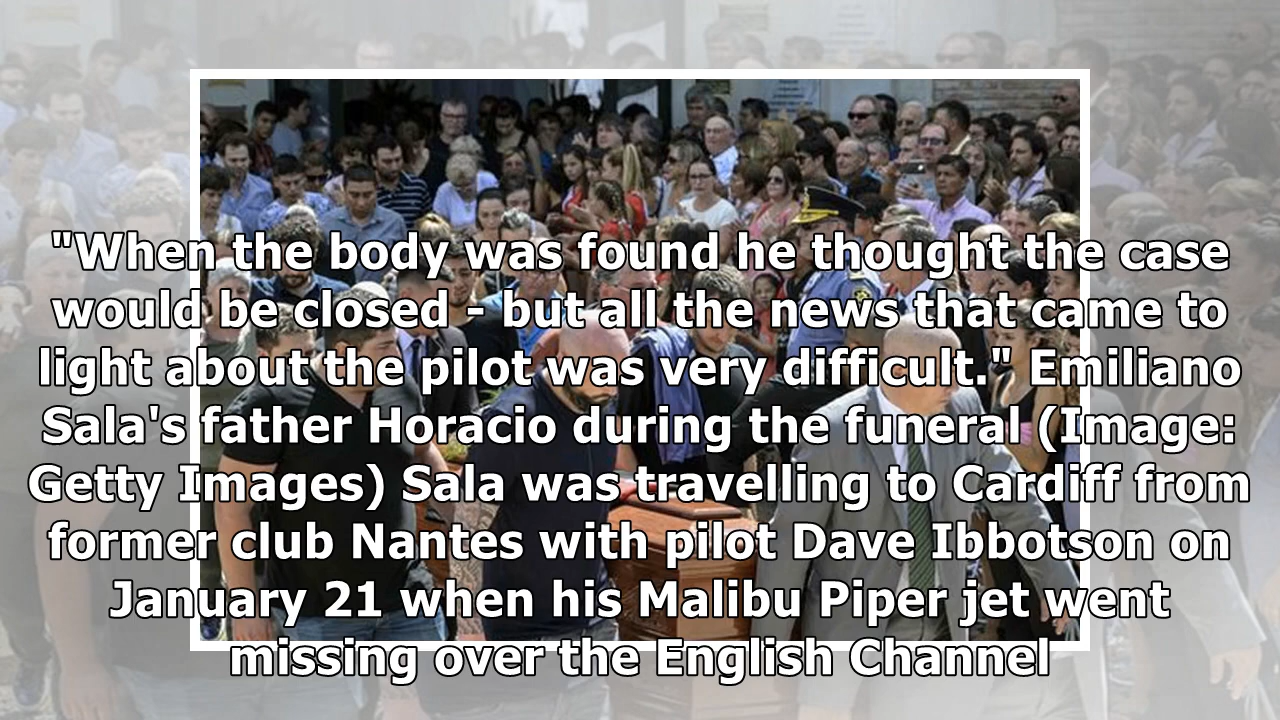 "When the body was found he thought the case
would be closed - but all the news that came to
light about the pilot was very difficult." Emiliano
Sala's father Horacio during the funeral (Image:
Getty Images) Sala was travelling to Cardiff from
former club Nantes with pilot Dave Ibbotson on
January 21 when his Malibu Piper jet went
missing over the English Channel